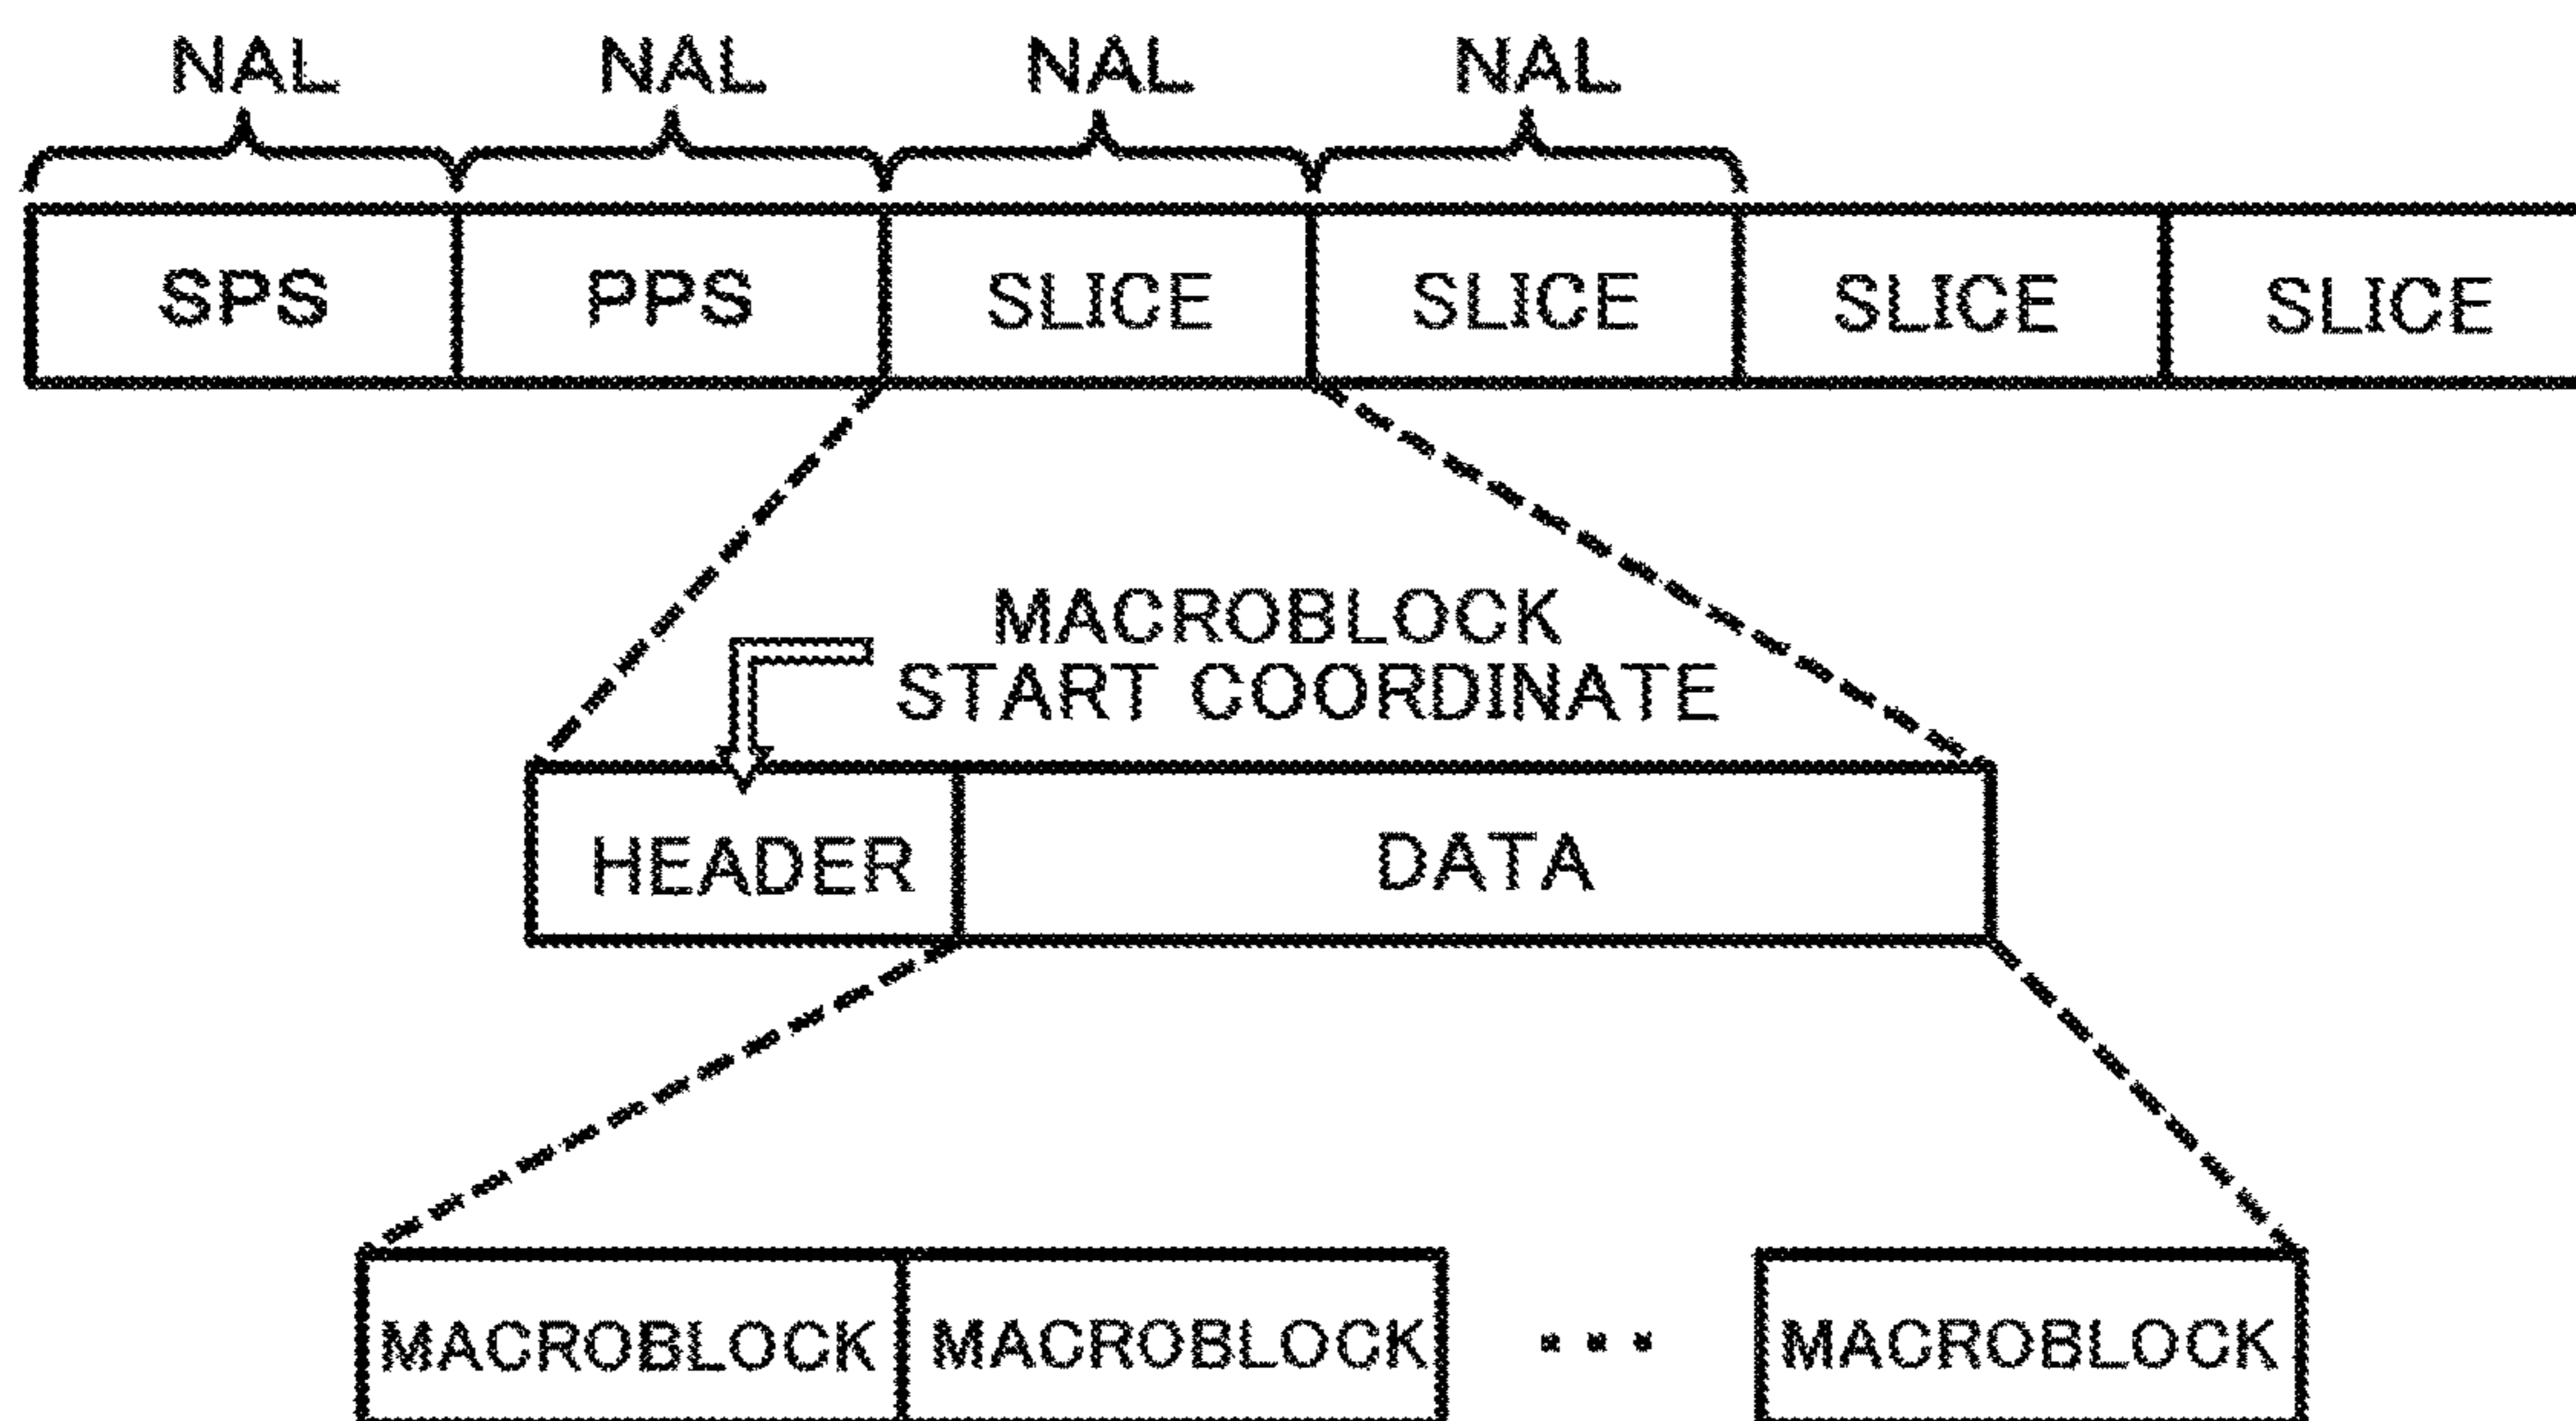 NAL NAL NAL NAL
SPS PPS SLICE SLICE SLICE SLICE
MACROBLOCK
START COORDINATE
HEADER DATA
MACROBLOCK MACROBLOCK ... MACROBLOCK